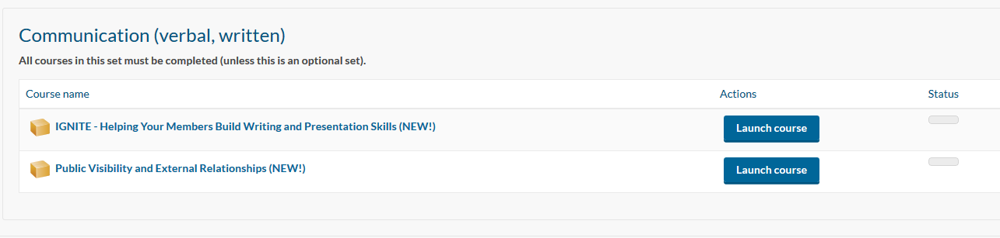 Communication (verbal, written)
All courses in this set must be completed (unless this is an optional set).
Course name Actions Status
IGNITE - Helping Your Members Build Writing and Presentation Skills (NEW!) Launch course
Public Visibility and External Relationships (NEW!) Launch course